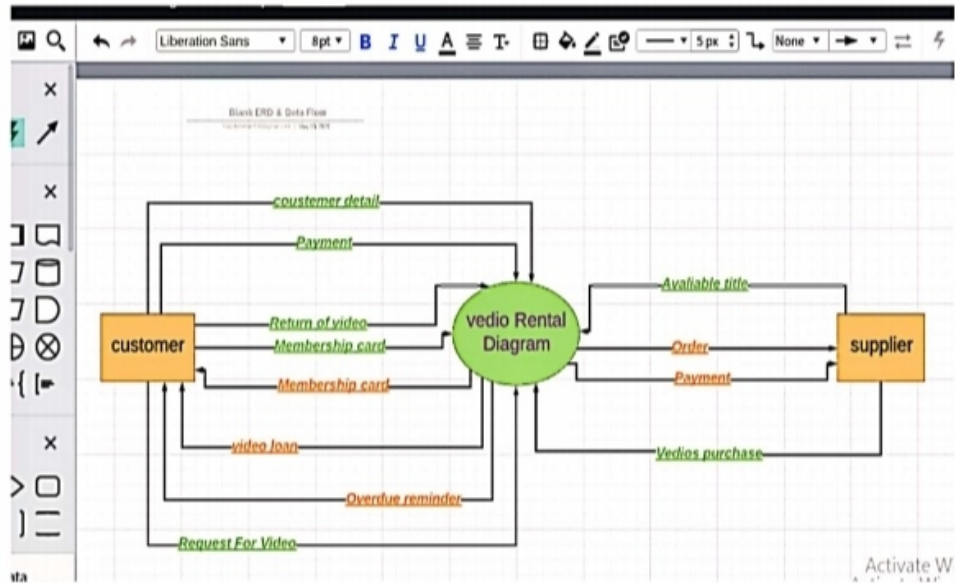 Liberation Sans
8pt
B I U A T
5 px
None
Blank ERD & Data Flow
coustemer detail
Payment
Avaliable title
Return of video
vedio Rental
Diagram
customer
Membership card
Order
supplier
Membership card
Payment
video loan
Vedios purchase
Overdue reminder
Request For Video
Activate W
ata